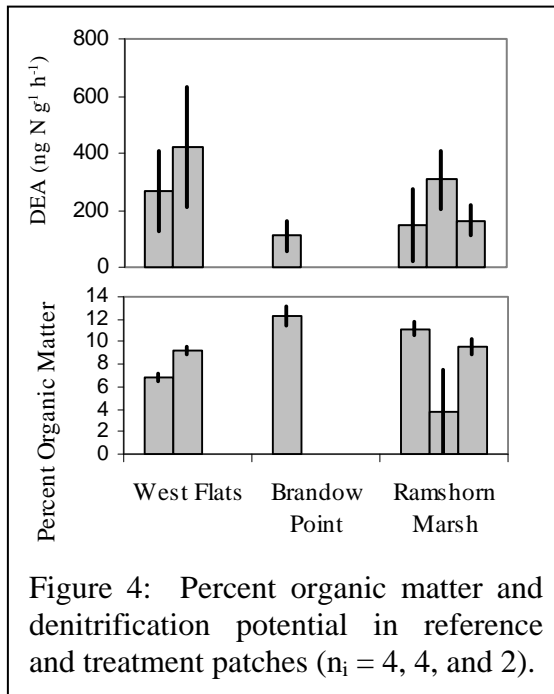 800
600
400
200
0
DEA (ng N g⁻¹ h⁻¹)
14
12
10
8
6
4
2
0
Percent Organic Matter
West Flats
Brandow
Point
Ramshorn
Marsh
Figure 4: Percent organic matter and
denitrification potential in reference
and treatment patches (nᵢ = 4, 4, and 2).